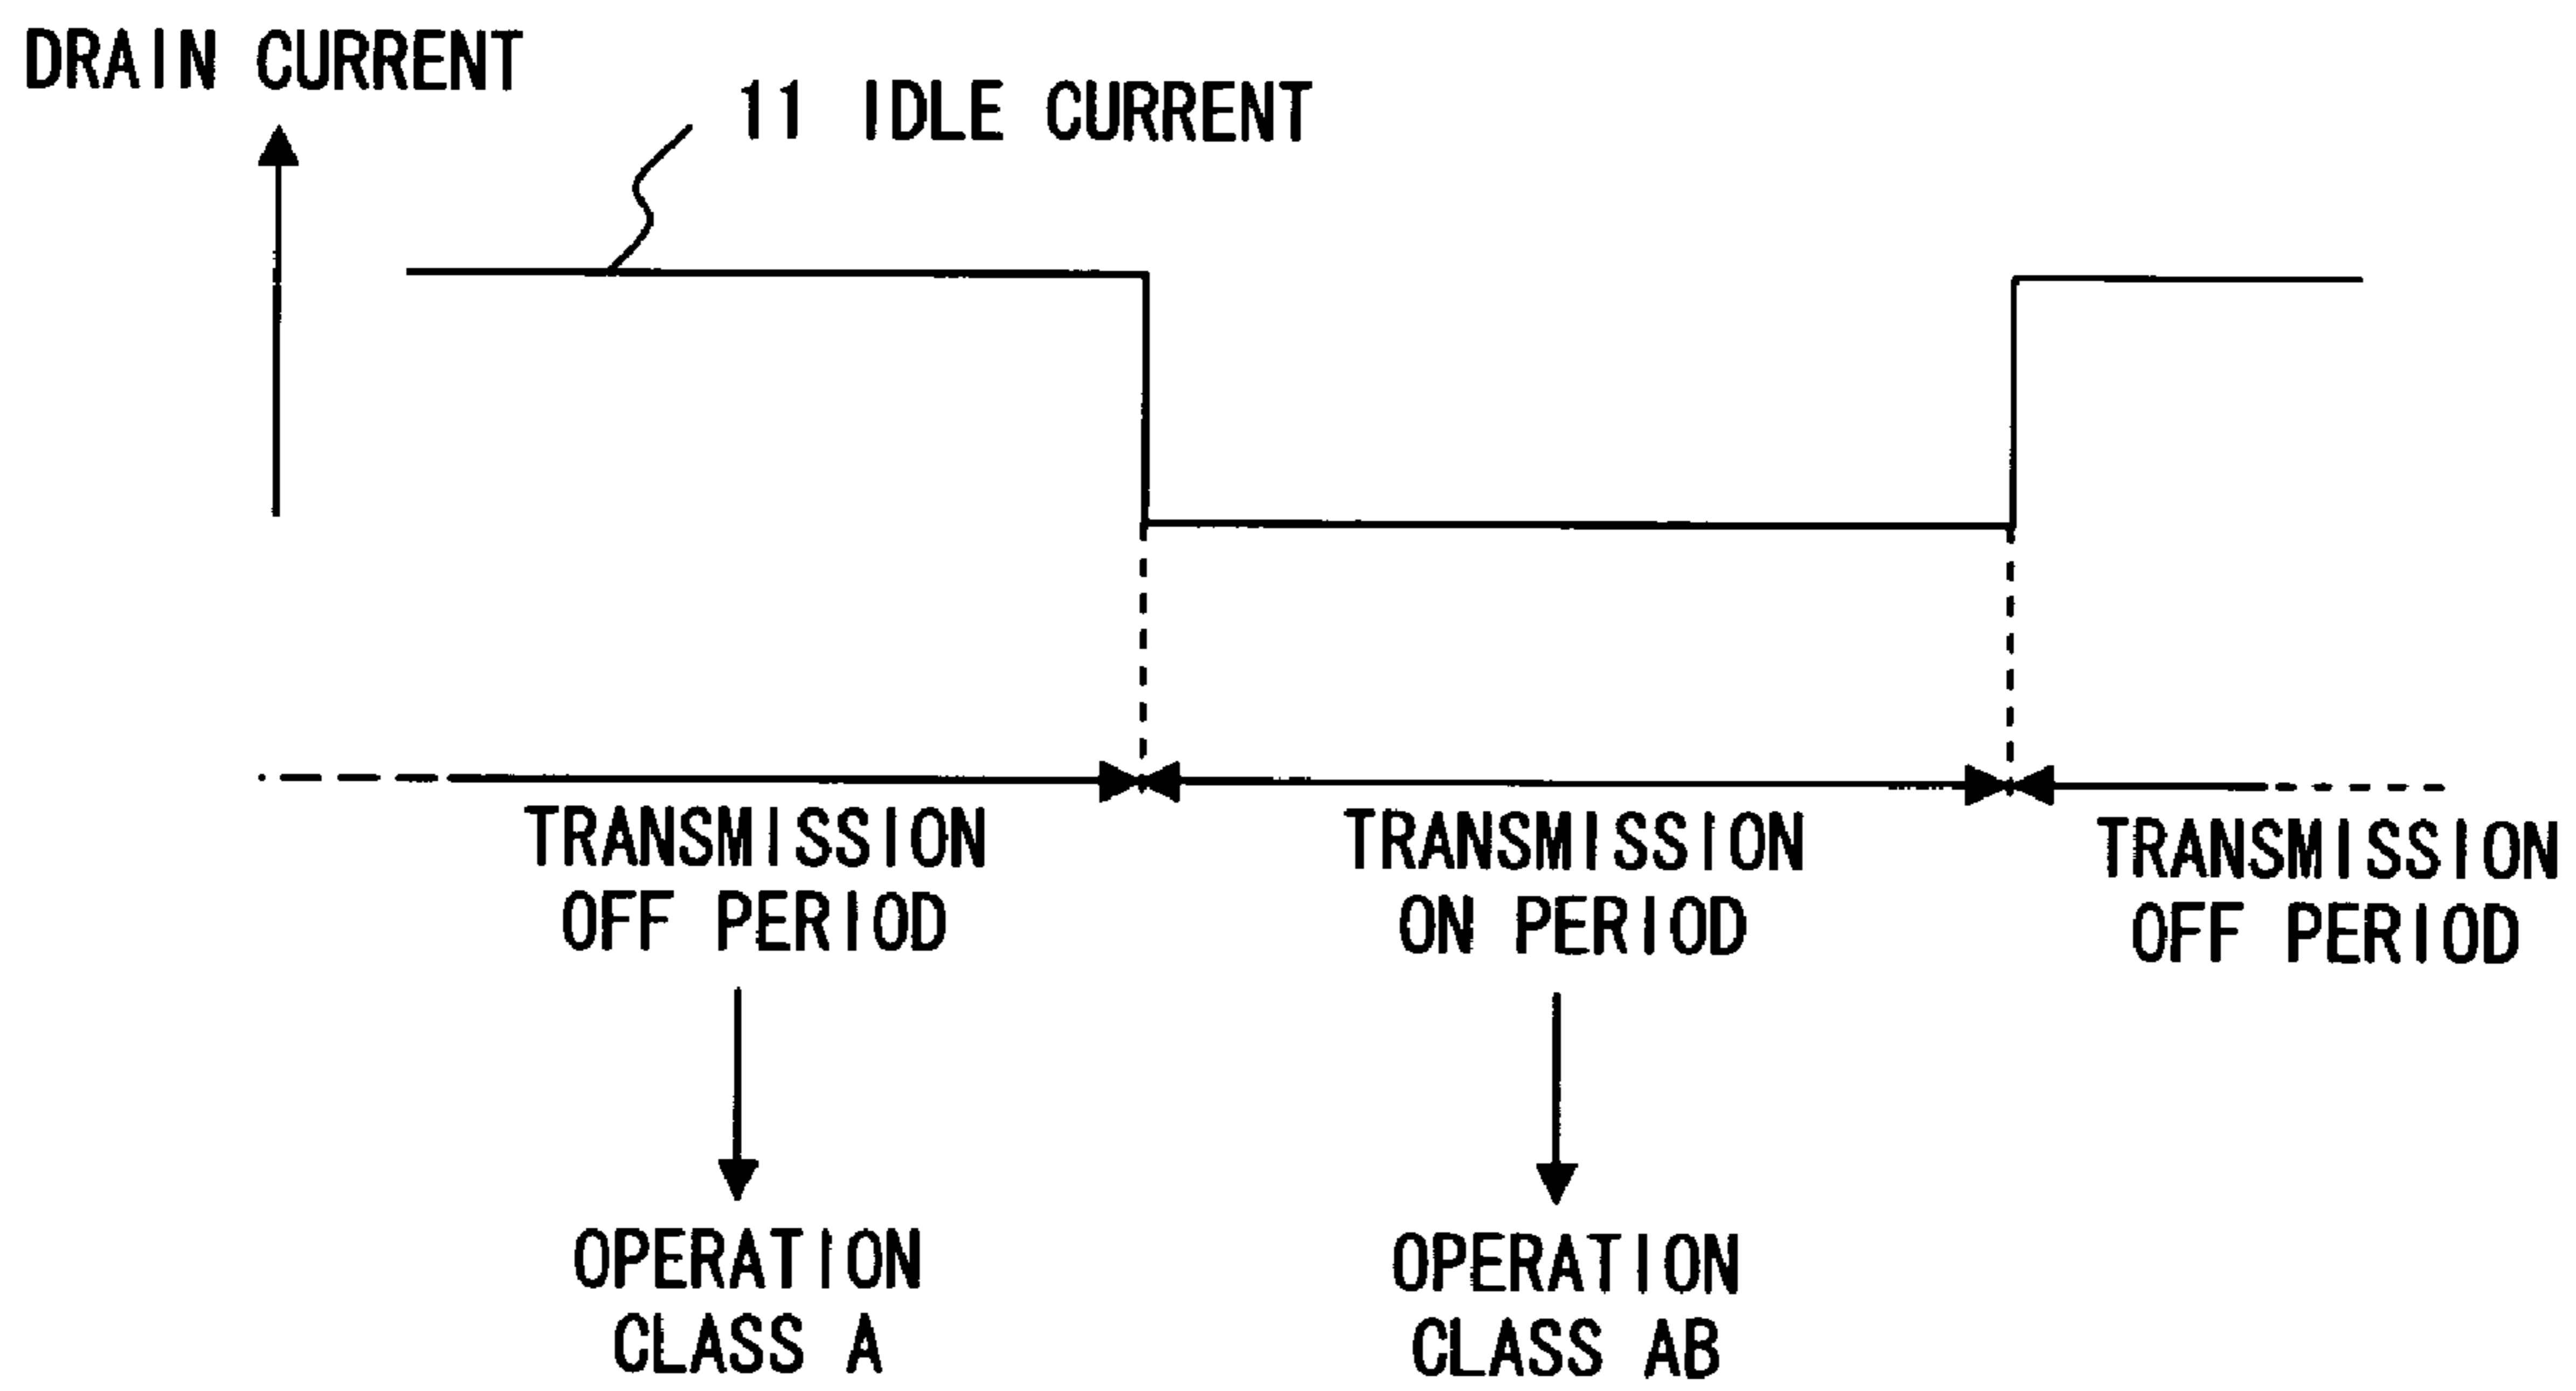 DRAIN CURRENT
11 IDLE CURRENT
TRANSMISSION
OFF PERIOD
TRANSMISSION
ON PERIOD
TRANSMISSION
OFF PERIOD
OPERATION
CLASS A
OPERATION
CLASS AB